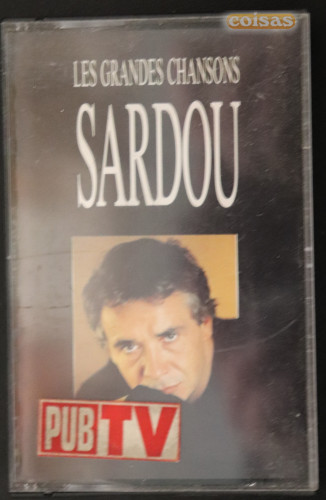 coisas
LES GRANDES CHANSONS
SARDOU
PUB TV